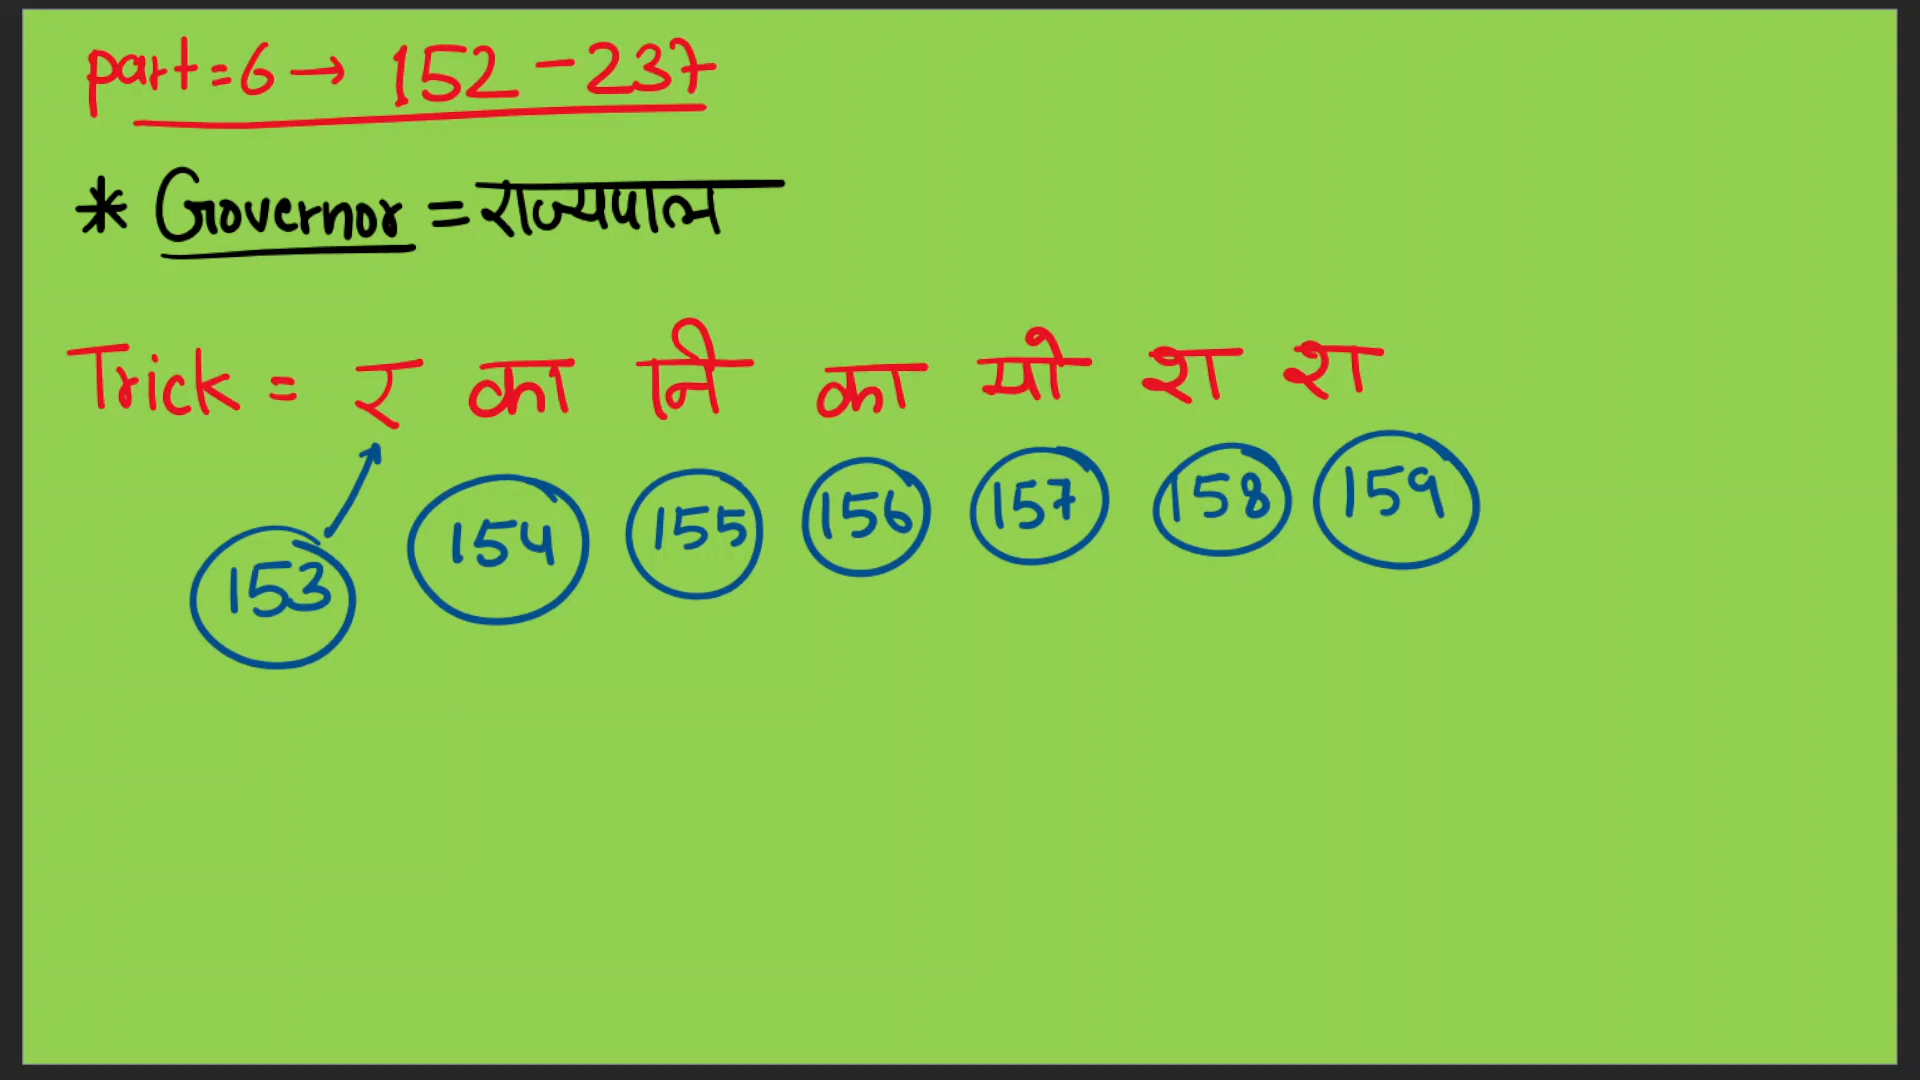 part=6→ 152-237
* Governor = राज्यपाल
Trick = र का नि का यो श श
153 154 155 156 157 158 159